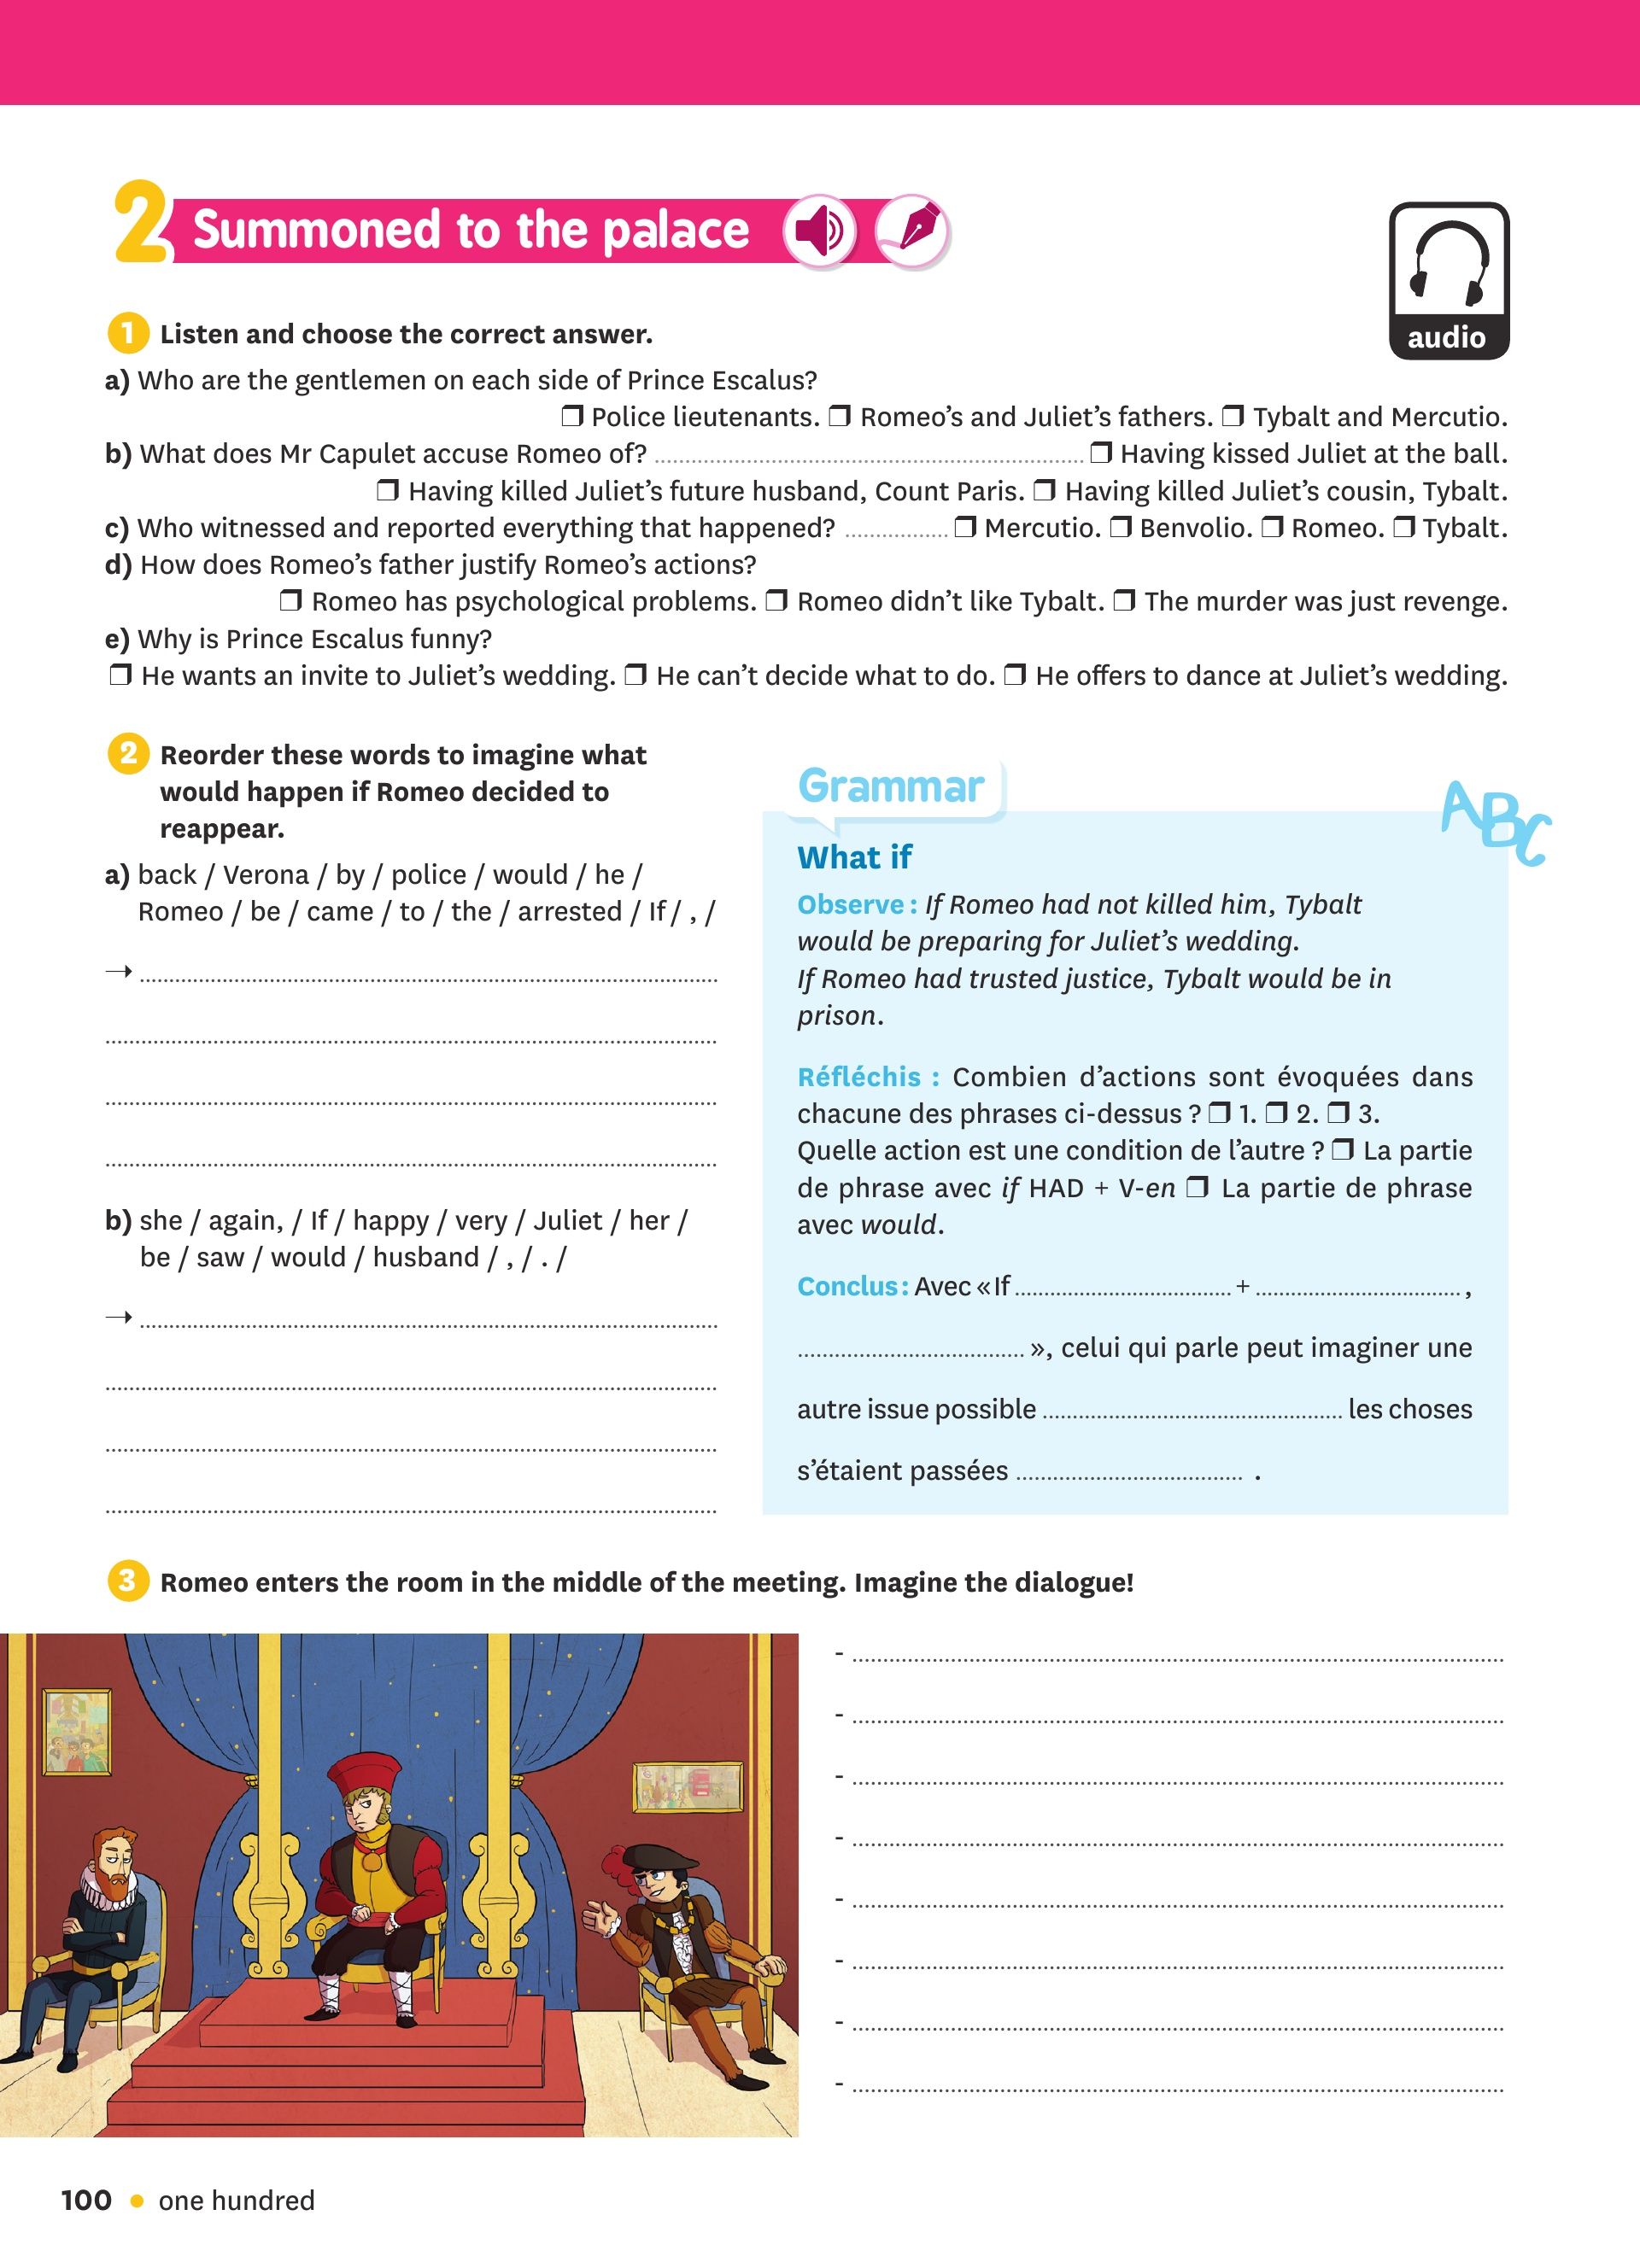 2 Summoned to the palace
audio
1 Listen and choose the correct answer.
a) Who are the gentlemen on each side of Prince Escalus?
❒ Police lieutenants. ❒ Romeo’s and Juliet’s fathers. ❒ Tybalt and Mercutio.
b) What does Mr Capulet accuse Romeo of? ........................................ ❒ Having kissed Juliet at the ball.
❒ Having killed Juliet’s future husband, Count Paris. ❒ Having killed Juliet’s cousin, Tybalt.
c) Who witnessed and reported everything that happened? ................. ❒ Mercutio. ❒ Benvolio. ❒ Romeo. ❒ Tybalt.
d) How does Romeo’s father justify Romeo’s actions?
❒ Romeo has psychological problems. ❒ Romeo didn’t like Tybalt. ❒ The murder was just revenge.
e) Why is Prince Escalus funny?
❒ He wants an invite to Juliet’s wedding. ❒ He can’t decide what to do. ❒ He offers to dance at Juliet’s wedding.
2 Reorder these words to imagine what
would happen if Romeo decided to
reappear.
a) back / Verona / by / police / would / he /
Romeo / be / came / to / the / arrested / If / , /
→
b) she / again, / If / happy / very / Juliet / her /
be / saw / would / husband / , / . /
→
Grammar
ABC
What if
Observe : If Romeo had not killed him, Tybalt
would be preparing for Juliet’s wedding.
If Romeo had trusted justice, Tybalt would be in
prison.
Réfléchis : Combien d’actions sont évoquées dans
chacune des phrases ci-dessus ? ❒ 1. ❒ 2. ❒ 3.
Quelle action est une condition de l’autre ? ❒ La partie
de phrase avec if HAD + V-en ❒ La partie de phrase
avec would.
Conclus : Avec « If .................... + .................... ,
.................... », celui qui parle peut imaginer une
autre issue possible .................... les choses
s’étaient passées .................... .
3 Romeo enters the room in the middle of the meeting. Imagine the dialogue!
-
-
-
-
-
-
-
-
100 • one hundred